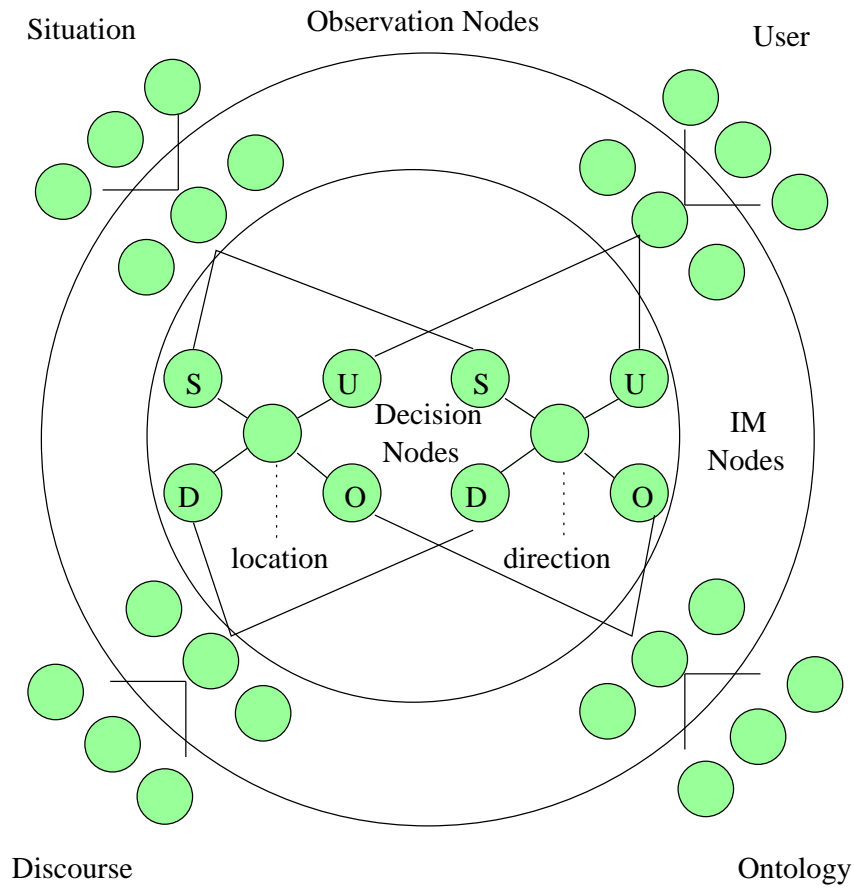 Situation
Observation Nodes
User
S
U
S
U
Decision
Nodes
IM
Nodes
D
O
D
O
location
direction
Discourse
Ontology